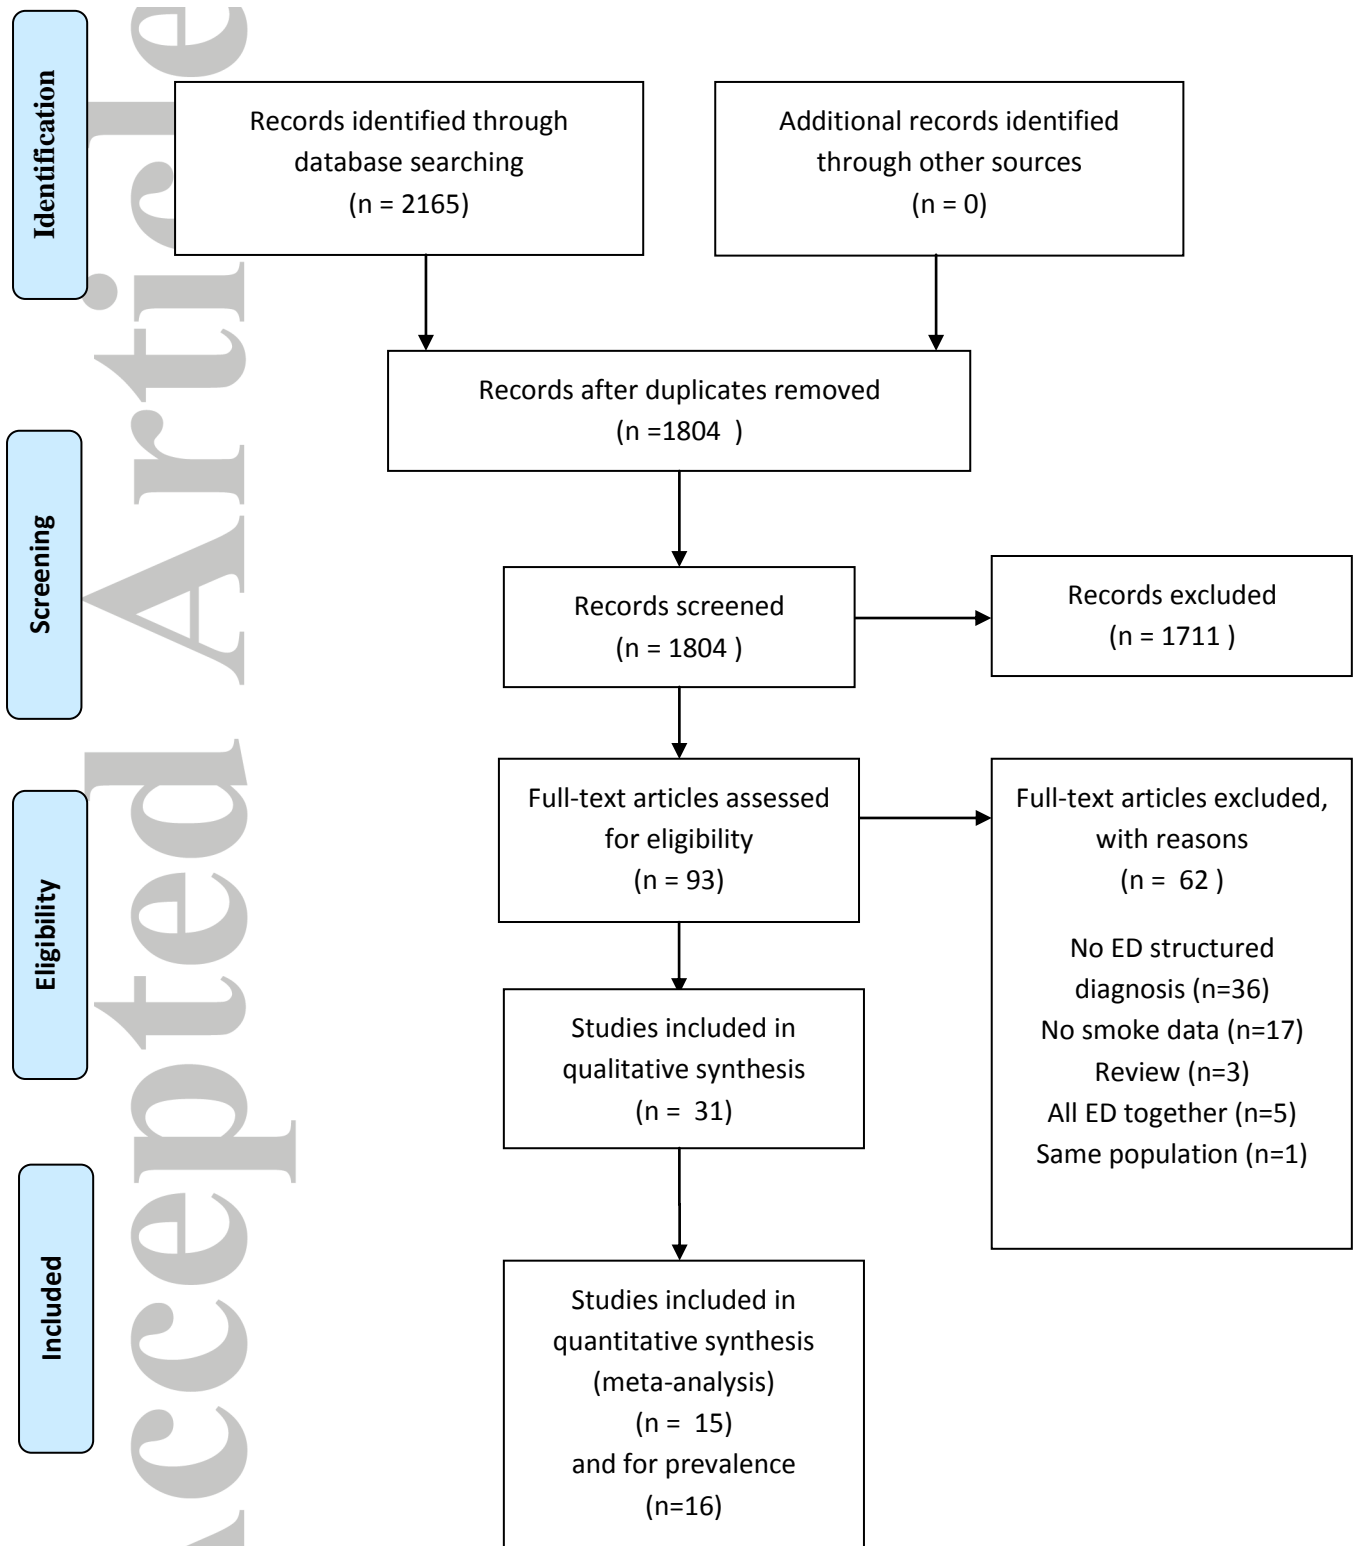 Identification
Records identified through
database searching
(n = 2165)
Additional records identified
through other sources
(n = 0)
Records after duplicates removed
(n =1804  )
Screening
Records screened
(n = 1804 )
Records excluded
(n = 1711 )
Eligibility
Full-text articles assessed
for eligibility
(n = 93)
Full-text articles excluded,
with reasons
(n =  62 )
No ED structured
diagnosis (n=36)
No smoke data (n=17)
Review (n=3)
All ED together (n=5)
Same population (n=1)
Studies included in
qualitative synthesis
(n =  31)
Included
Studies included in
quantitative synthesis
(meta-analysis)
(n =  15)
and for prevalence
(n=16)
Accepted Article